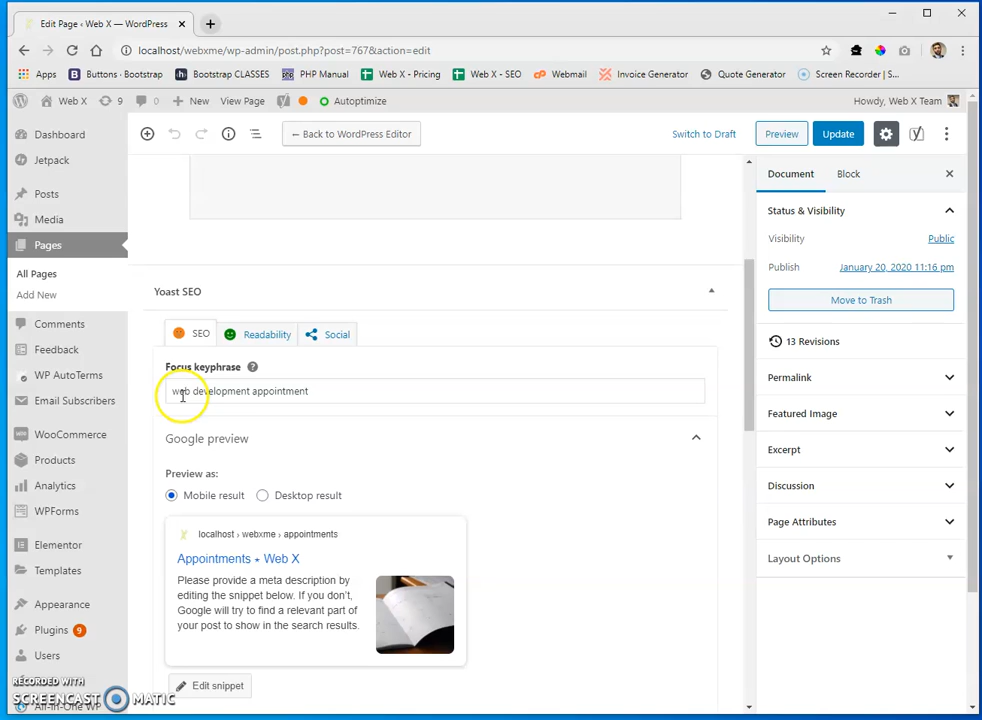 Edit Page ‹ Web X — WordPress
localhost/webxme/wp-admin/post.php?post=767&action=edit
Apps Buttons · Bootstrap Bootstrap CLASSES PHP Manual Web X - Pricing Web X - SEO Webmail Invoice Generator Quote Generator Screen Recorder | S...
Web X 9 0 New View Page Autoptimize Howdy, Web X Team
← Back to WordPress Editor Switch to Draft Preview Update
Dashboard
Jetpack
Posts
Media
Pages
All Pages
Add New
Comments
Feedback
WP AutoTerms
Email Subscribers
WooCommerce
Products
Analytics
WPForms
Elementor
Templates
Appearance
Plugins 9
Users
All-in-One WP
Yoast SEO
SEO Readability Social
Focus keyphrase ?
web development appointment
Google preview
Preview as:
Mobile result Desktop result
localhost › webxme › appointments
Appointments + Web X
Please provide a meta description by
editing the snippet below. If you don't,
Google will try to find a relevant part of
your post to show in the search results.
Edit snippet
Document Block
Status & Visibility
Visibility Public
Publish January 20, 2020 11:16 pm
Move to Trash
13 Revisions
Permalink
Featured Image
Excerpt
Discussion
Page Attributes
Layout Options
RECORDED WITH
SCREENCAST MATIC